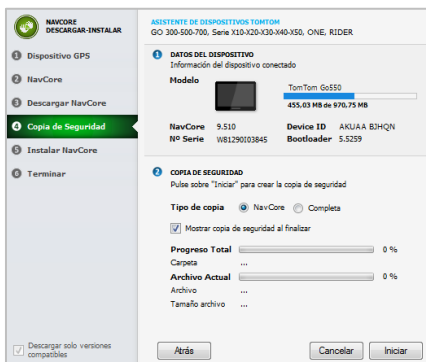 NAVCORE
DESCARGAR-INSTALAR
1 Dispositivo GPS
2 NavCore
3 Descargar NavCore
4 Copia de Seguridad
5 Instalar NavCore
6 Terminar
Descargar solo versiones
compatibles
ASISTENTE DE DISPOSITIVOS TOMTOM
GO 300-500-700, Serie X10-X20-X30-X40-X50, ONE, RIDER
1 DATOS DEL DISPOSITIVO
Información del dispositivo conectado
Modelo
TomTom Go550
455,03 MB de 970,75 MB
NavCore 9.510 Device ID AKUAA BJHQN
Nº Serie W81290I03845 Bootloader 5.5259
2 COPIA DE SEGURIDAD
Pulse sobre "Iniciar" para crear la copia de seguridad
Tipo de copia NavCore Completa
Mostrar copia de seguridad al finalizar
Progreso Total 0 %
Carpeta ...
Archivo Actual 0 %
Archivo ...
Tamaño archivo ...
Atrás Cancelar Iniciar